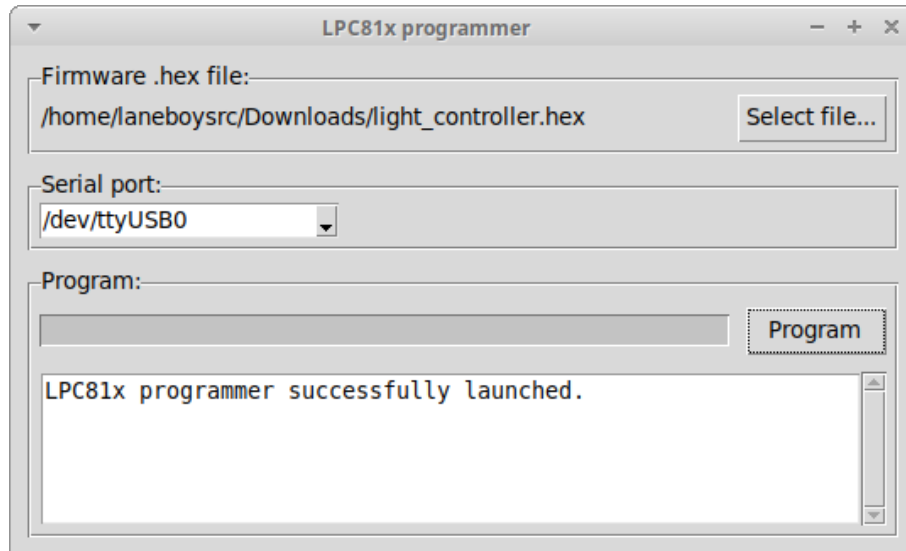 LPC81x programmer
Firmware .hex file:
/home/laneboysrc/Downloads/light_controller.hex
Select file...
Serial port:
/dev/ttyUSB0
Program:
Program
LPC81x programmer successfully launched.